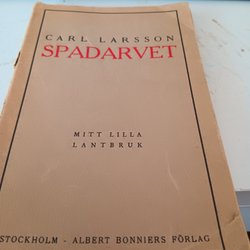 CARL LARSSON
SPADARVET
MITT LILLA
LANTBRUK
STOCKHOLM - ALBERT BONNIERS FÖRLAG